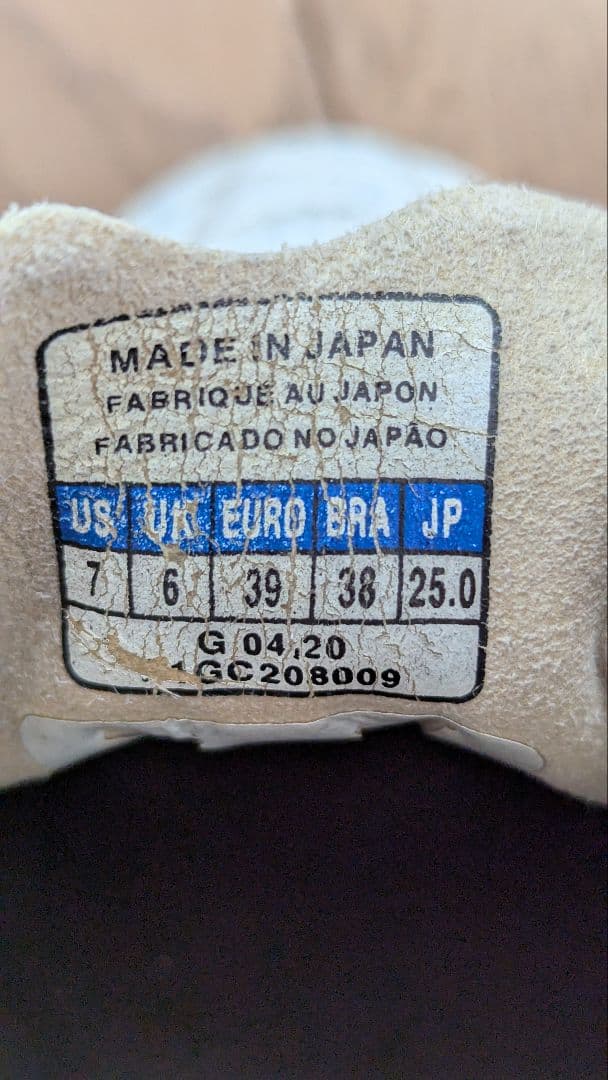 MADE IN JAPAN
FABRIQUE AU JAPON
FABRICADO NO JAPÃO
US UK EURO BRA JP
7 6 39 38 25.0
G 04.20
1GC208009